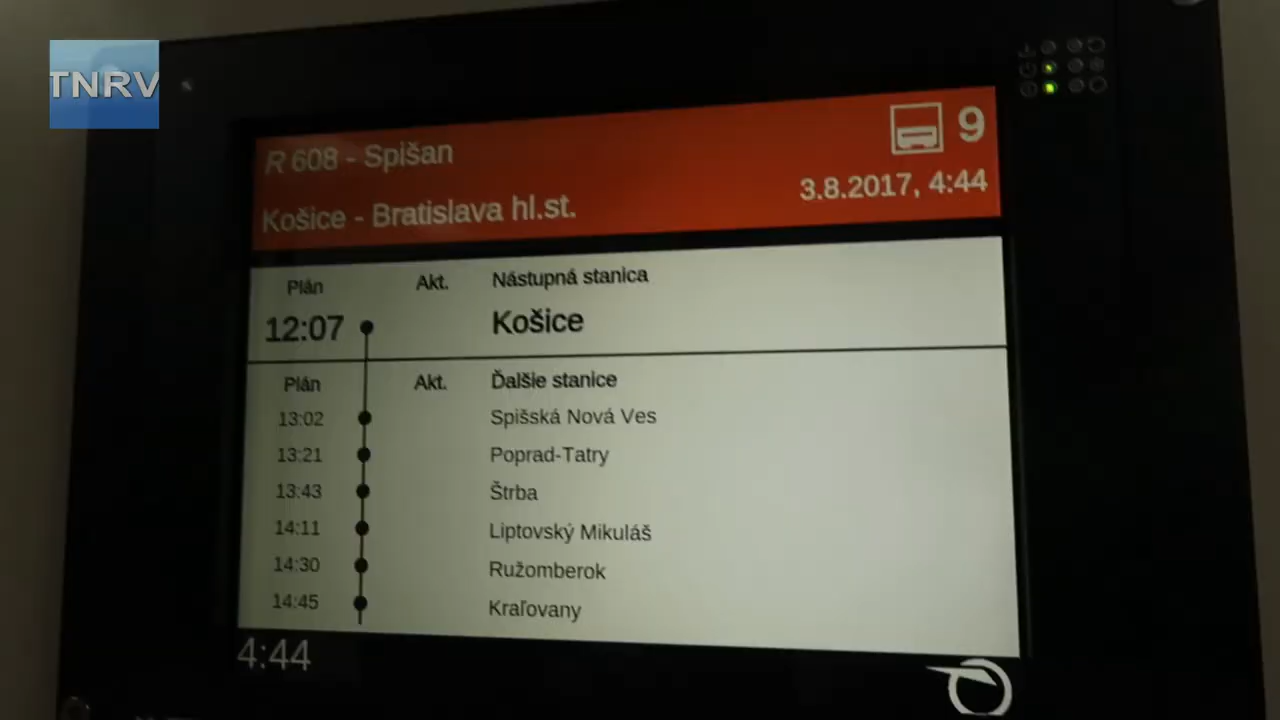 TNRV
R 608 - Spišan
9
Košice - Bratislava hl.st.
3.8.2017, 4:44
Plán Akt. Nástupná stanica
12:07 Košice
Plán Akt. Ďalšie stanice
13:02 Spišská Nová Ves
13:21 Poprad-Tatry
13:43 Štrba
14:11 Liptovský Mikuláš
14:30 Ružomberok
14:45 Kraľovany
4:44